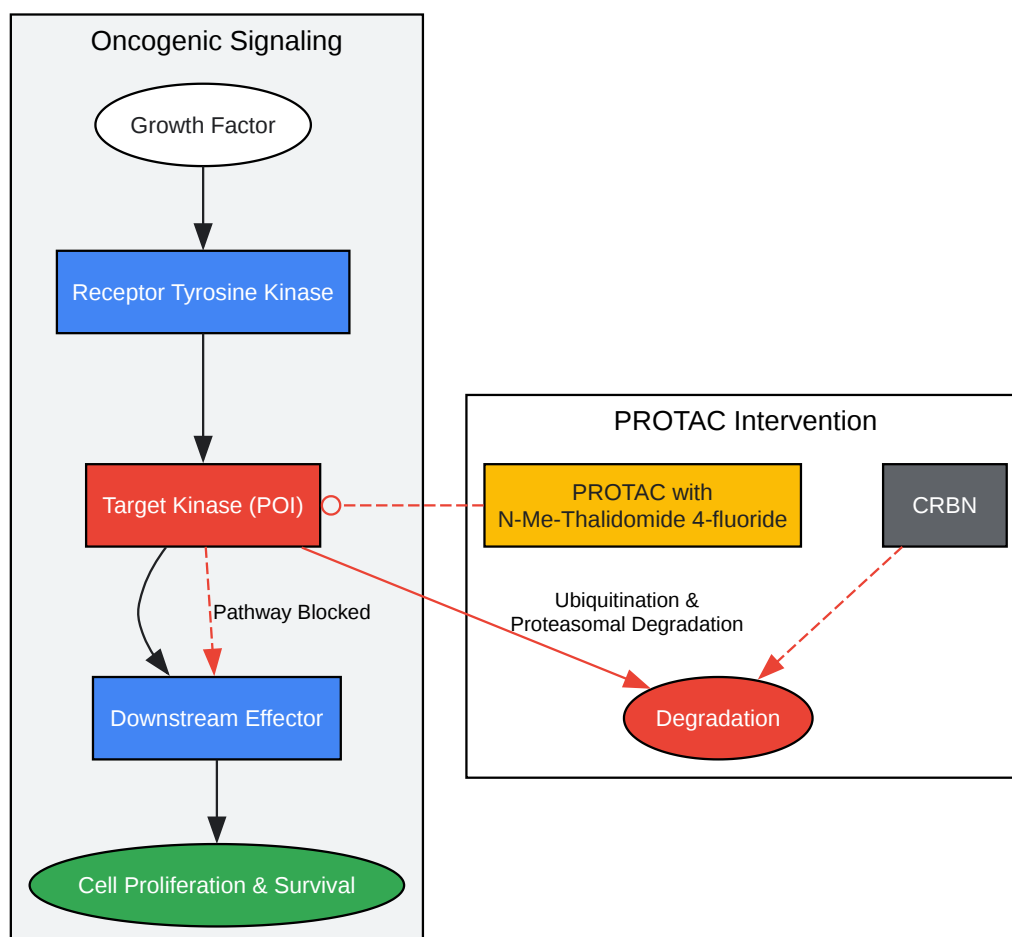 Oncogenic Signaling
Growth Factor
Receptor Tyrosine Kinase
PROTAC Intervention
Target Kinase (POI)
PROTAC with
N-Me-Thalidomide 4-fluoride
CRBN
Pathway Blocked
Ubiquitination &
Proteasomal Degradation
Downstream Effector
Degradation
Cell Proliferation & Survival